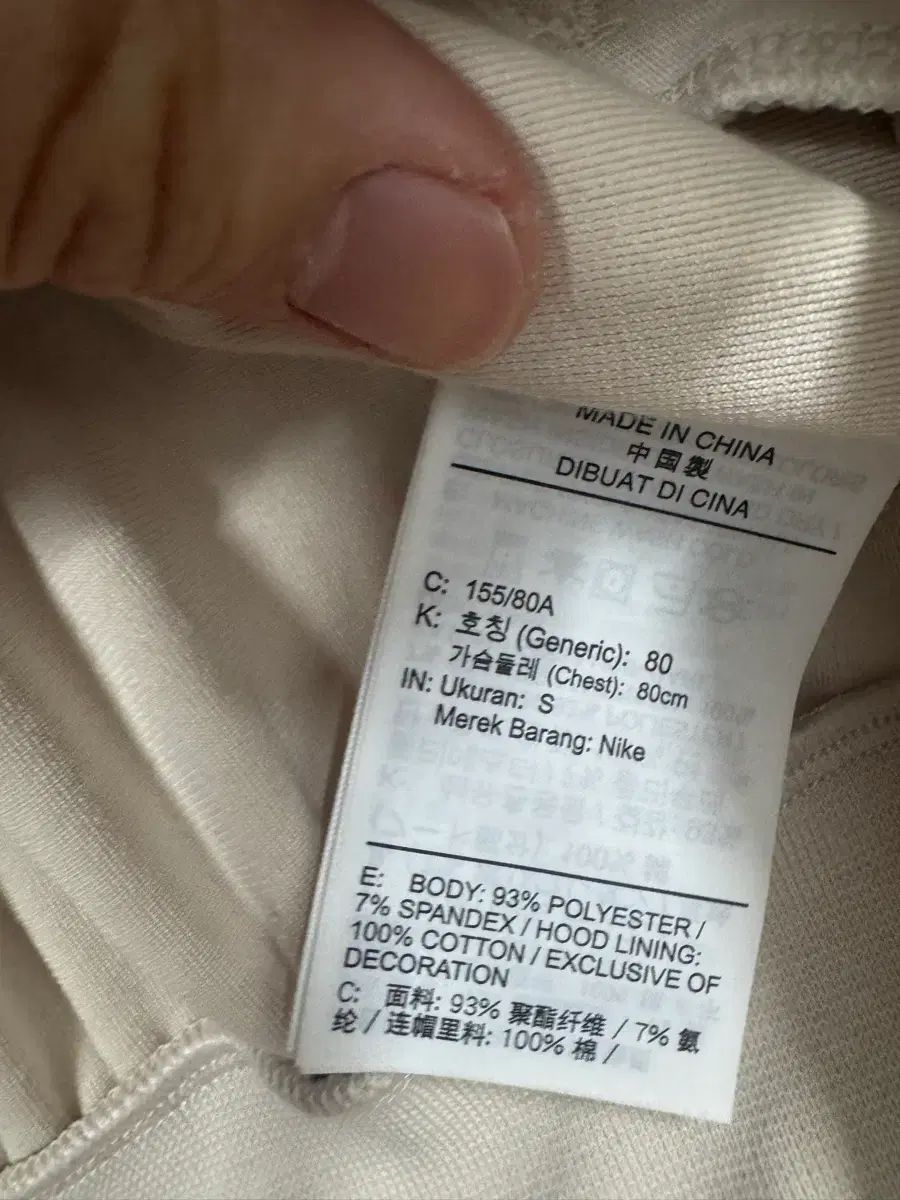 MADE IN CHINA
中国製
DIBUAT DI CINA
C: 155/80A
K: 호칭 (Generic): 80
가슴둘레 (Chest): 80cm
IN: Ukuran: S
Merek Barang: Nike
E: BODY: 93% POLYESTER /
7% SPANDEX / HOOD LINING:
100% COTTON / EXCLUSIVE OF
DECORATION
C: 面料: 93% 聚酯纤维 / 7% 氨
纶 / 连帽里料: 100% 棉 /